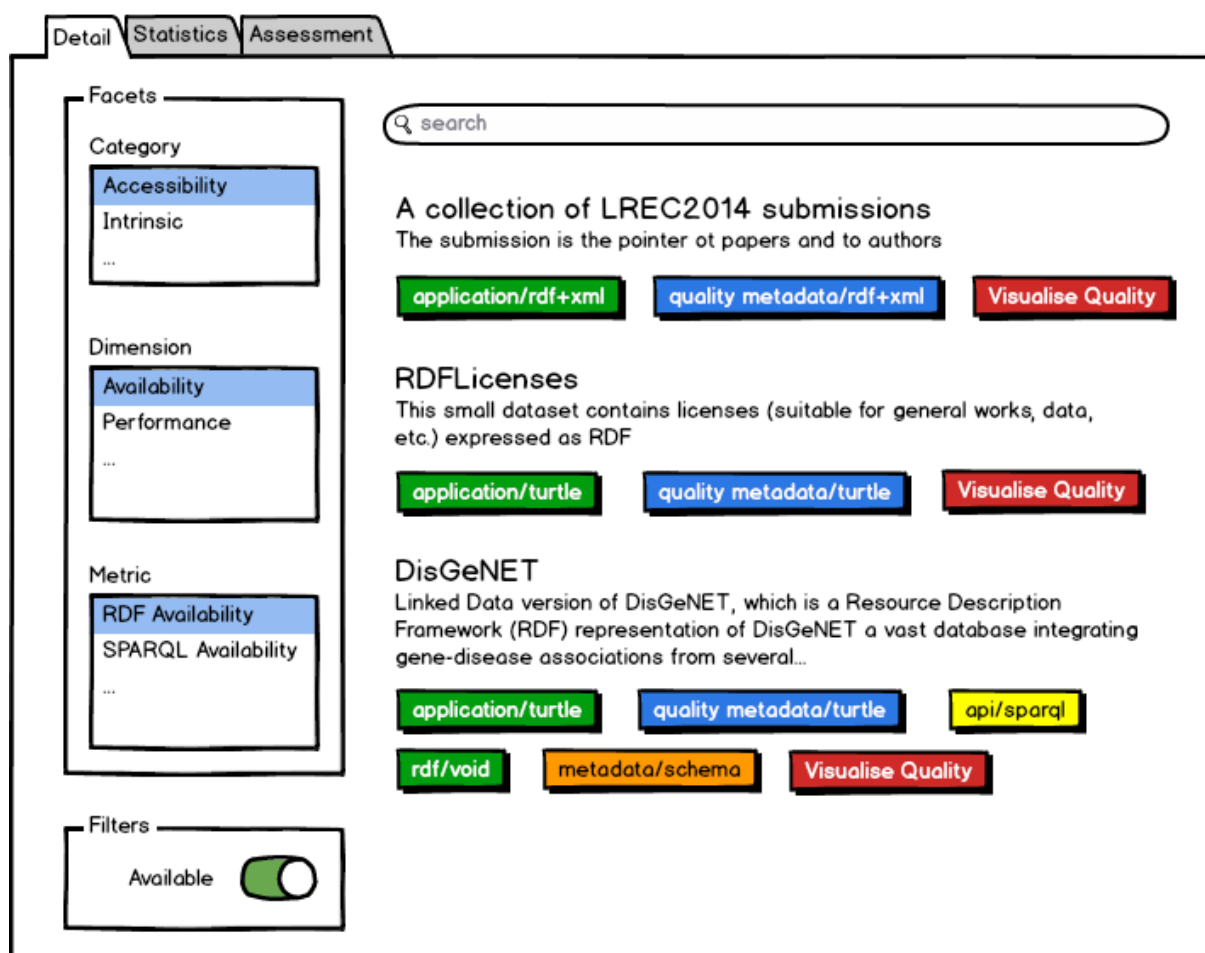 Detail
Statistics
Assessment
Facets
Category
Accessibility
Intrinsic
...
Dimension
Availability
Performance
...
Metric
RDF Availability
SPARQL Availability
...
Filters
Available
search
A collection of LREC2014 submissions
The submission is the pointer ot papers and to authors
application/rdf+xml
quality metadata/rdf+xml
Visualise Quality
RDFLicenses
This small dataset contains licenses (suitable for general works, data,
etc.) expressed as RDF
application/turtle
quality metadata/turtle
Visualise Quality
DisGeNET
Linked Data version of DisGeNET, which is a Resource Description
Framework (RDF) representation of DisGeNET a vast database integrating
gene-disease associations from several...
application/turtle
quality metadata/turtle
api/sparql
rdf/void
metadata/schema
Visualise Quality